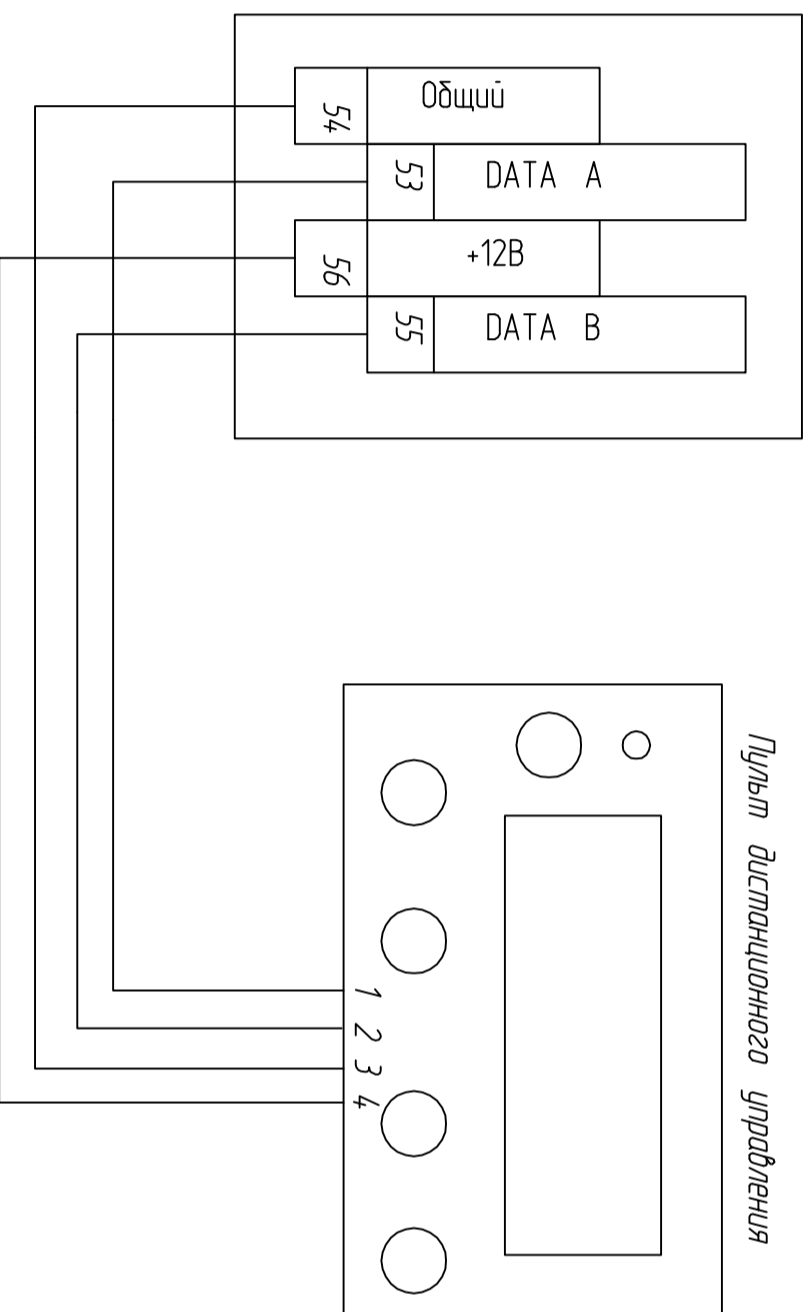 54 Общий
53 DATA A
56 +12В
55 DATA B
Пульт дистанционного управления
1
2
3
4